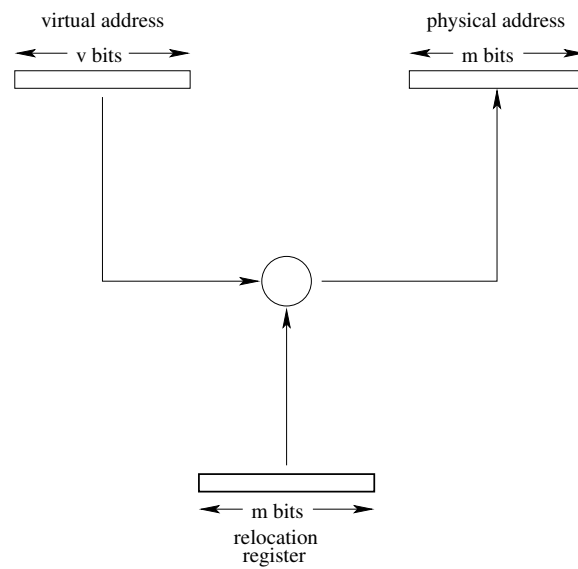 virtual address
v bits
physical address
m bits
m bits
relocation
register